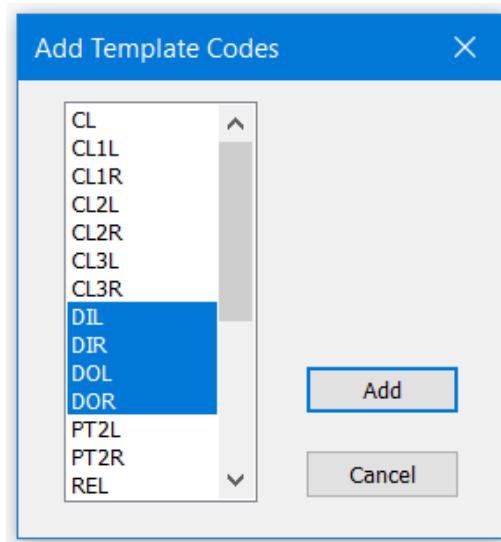 Add Template Codes
CL
CL1L
CL1R
CL2L
CL2R
CL3L
CL3R
DIL
DIR
DOL
DOR
PT2L
PT2R
REL
Add
Cancel